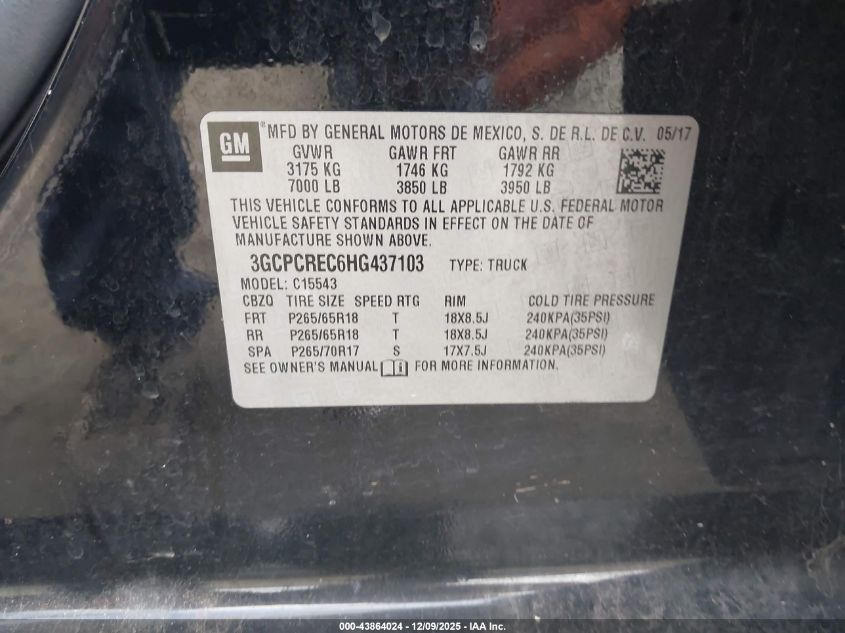 GM ® MFD BY GENERAL MOTORS DE MEXICO, S. DE R.L. DE C.V. 05/17
GVWR GAWR FRT GAWR RR
3175 KG 1746 KG 1792 KG
7000 LB 3850 LB 3950 LB
THIS VEHICLE CONFORMS TO ALL APPLICABLE U.S. FEDERAL MOTOR
VEHICLE SAFETY STANDARDS IN EFFECT ON THE DATE OF
MANUFACTURE SHOWN ABOVE.
3GCPCREC6HG437103 TYPE: TRUCK
MODEL: C15543
CBZQ TIRE SIZE SPEED RTG RIM COLD TIRE PRESSURE
FRT P265/65R18 T 18X8.5J 240KPA(35PSI)
RR P265/65R18 T 18X8.5J 240KPA(35PSI)
SPA P265/70R17 S 17X7.5J 240KPA(35PSI)
SEE OWNER'S MANUAL FOR MORE INFORMATION.
000-43864024 - 12/09/2025 - IAA Inc.